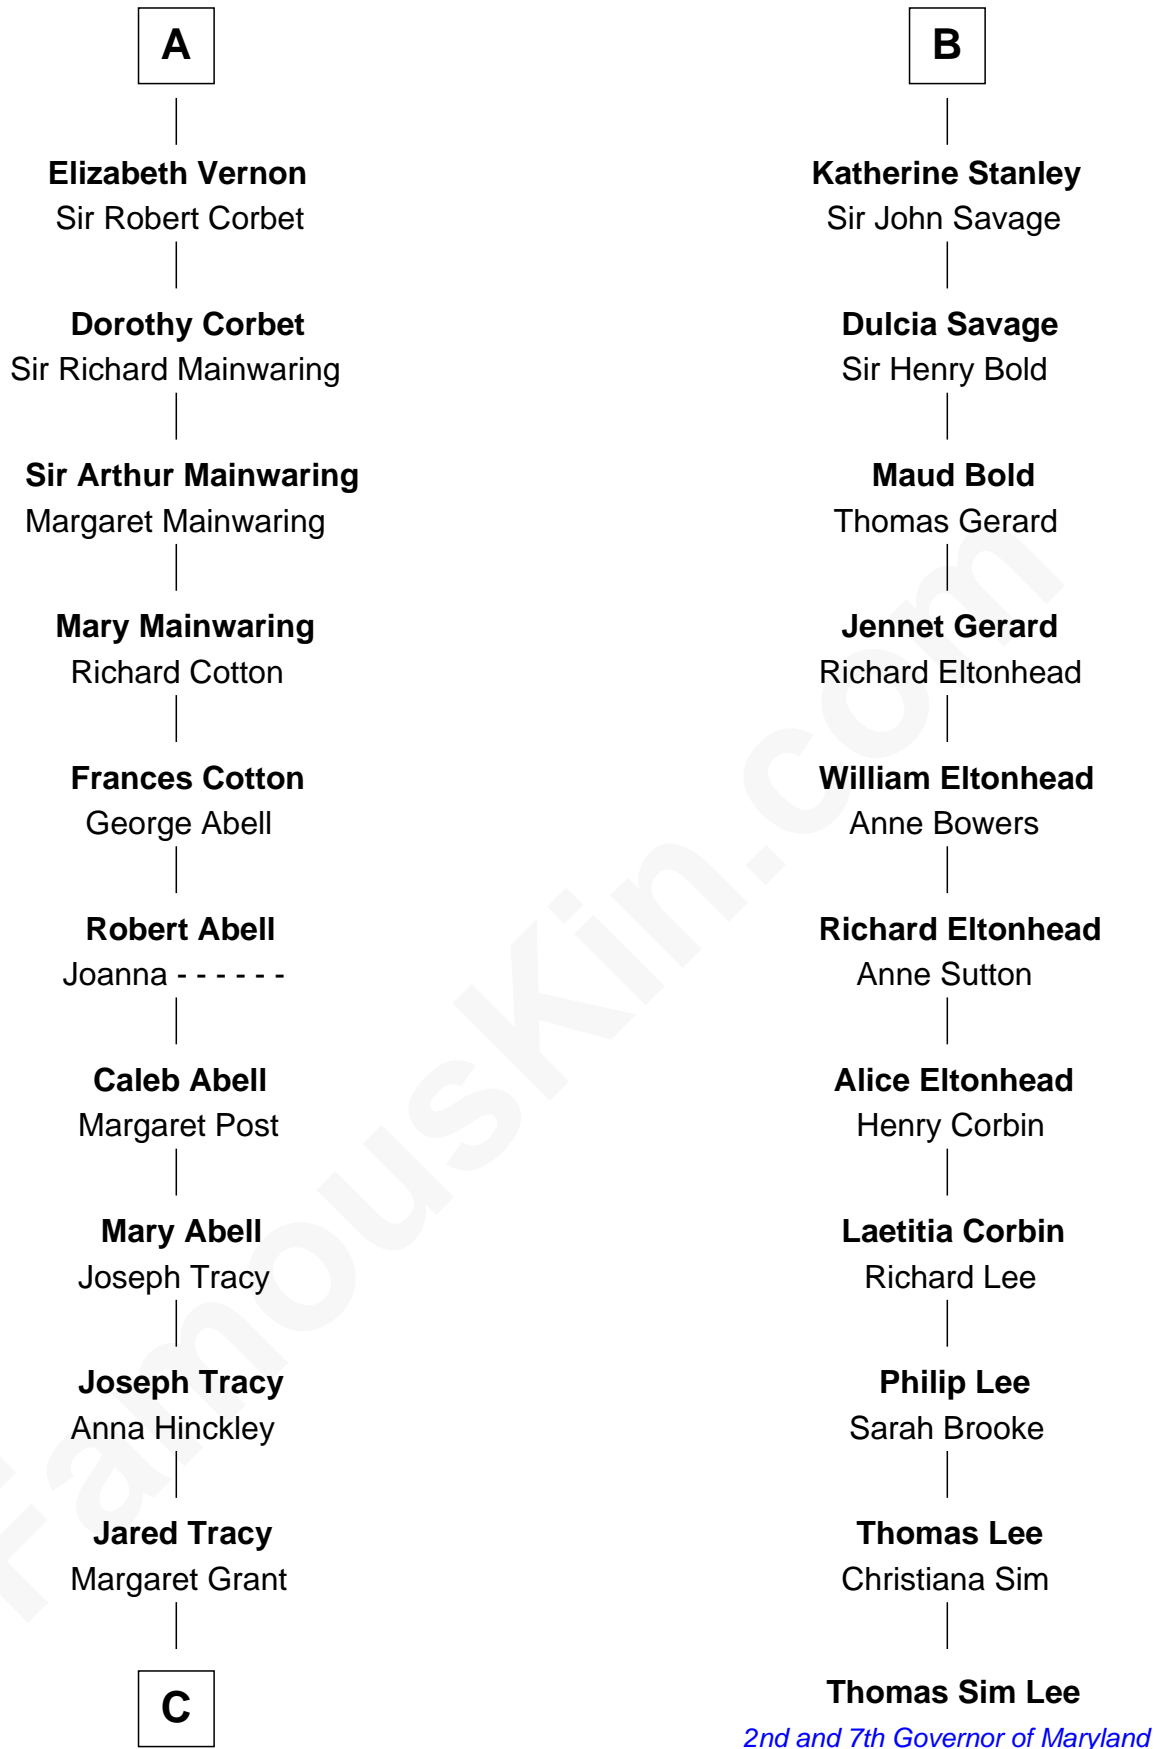 A
Elizabeth Vernon
Sir Robert Corbet
Dorothy Corbet
Sir Richard Mainwaring
Sir Arthur Mainwaring
Margaret Mainwaring
Mary Mainwaring
Richard Cotton
Frances Cotton
George Abell
Robert Abell
Joanna - - - - - -
Caleb Abell
Margaret Post
Mary Abell
Joseph Tracy
Joseph Tracy
Anna Hinckley
Jared Tracy
Margaret Grant
C
B
Katherine Stanley
Sir John Savage
Dulcia Savage
Sir Henry Bold
Maud Bold
Thomas Gerard
Jennet Gerard
Richard Eltonhead
William Eltonhead
Anne Bowers
Richard Eltonhead
Anne Sutton
Alice Eltonhead
Henry Corbin
Laetitia Corbin
Richard Lee
Philip Lee
Sarah Brooke
Thomas Lee
Christiana Sim
Thomas Sim Lee
2nd and 7th Governor of Maryland
FamousKin.com